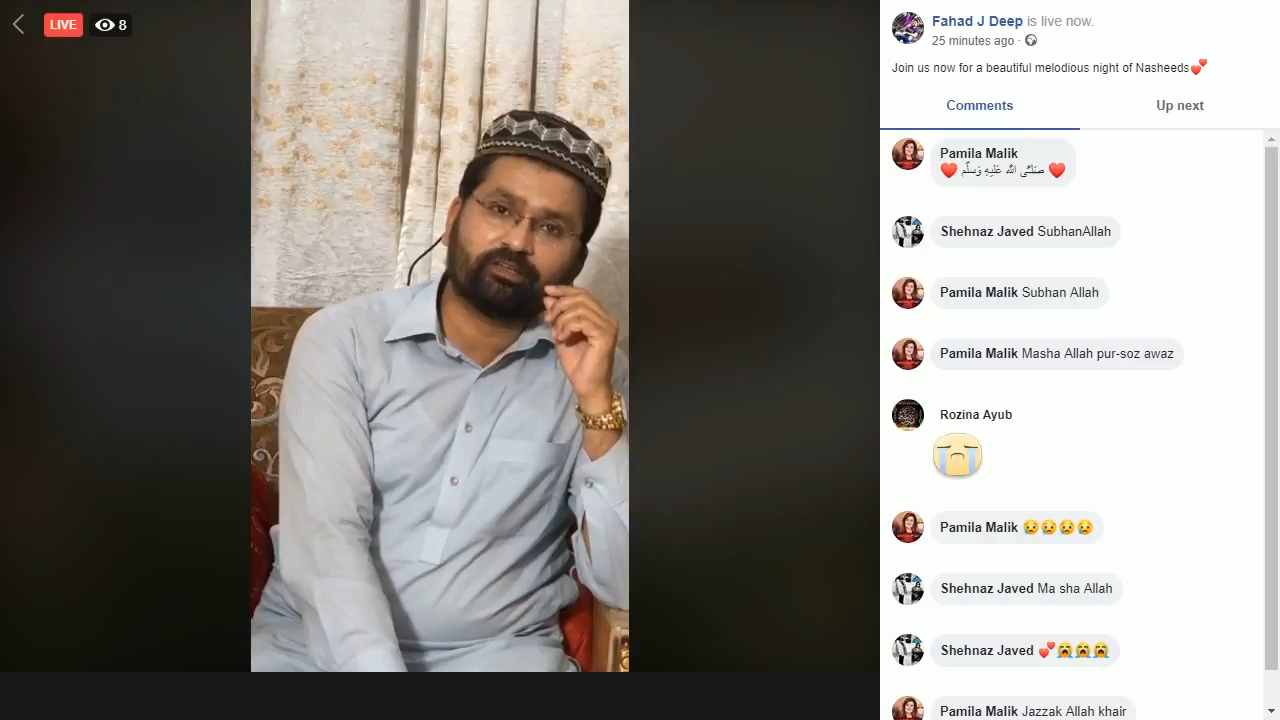 LIVE 8
Fahad J Deep is live now.
25 minutes ago ·
Join us now for a beautiful melodious night of Nasheeds💕
Comments
Up next
Pamila Malik
❤️ صَلَّى اللّٰه عَلَيهِ وَسَلَّم ❤️
Shehnaz Javed SubhanAllah
Pamila Malik Subhan Allah
Pamila Malik Masha Allah pur-soz awaz
Rozina Ayub
Pamila Malik 😢😢😢😢
Shehnaz Javed Ma sha Allah
Shehnaz Javed 💕😭😭😭
Pamila Malik Jazzak Allah khair